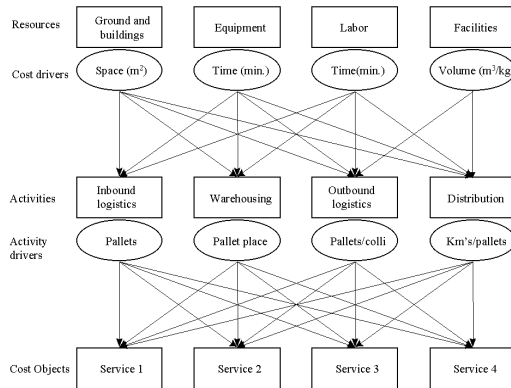 Resources
Ground and
buildings
Equipment
Labor
Facilities
Cost drivers
Space (m²)
Time (min.)
Time(min.)
Volume (m³/kg)
Activities
Inbound
logistics
Warehousing
Outbound
logistics
Distribution
Activity
drivers
Pallets
Pallet place
Pallets/colli
Km's/pallets
Cost Objects
Service 1
Service 2
Service 3
Service 4